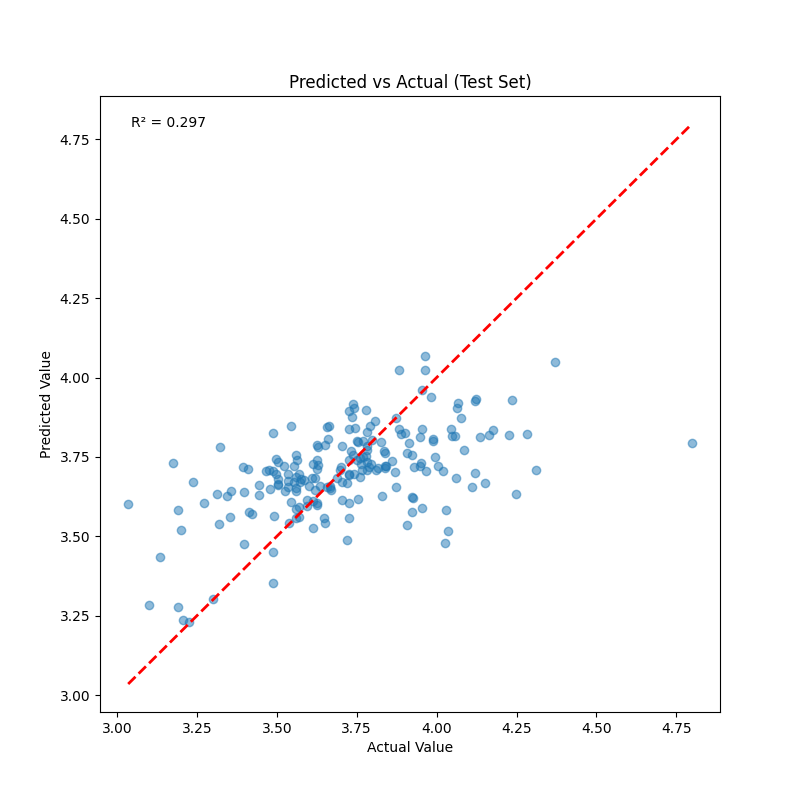 Predicted vs Actual (Test Set)
R² = 0.297
4.75
4.50
4.25
4.00
3.75
3.50
3.25
3.00
Predicted Value
3.00 3.25 3.50 3.75 4.00 4.25 4.50 4.75
Actual Value